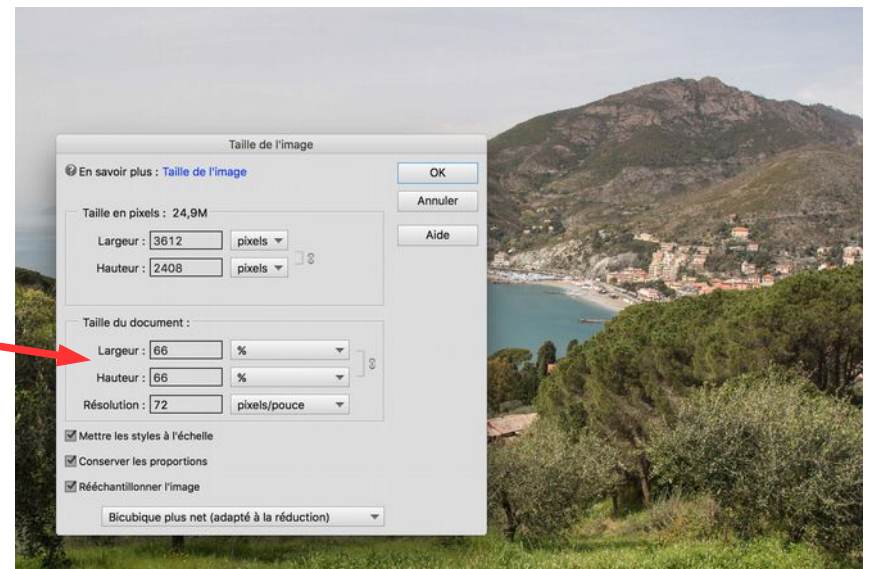 Taille de l'image
En savoir plus : Taille de l'image
OK
Annuler
Aide
Taille en pixels : 24,9M
Largeur : 3612 pixels
Hauteur : 2408 pixels
Taille du document :
Largeur : 66 %
Hauteur : 66 %
Résolution : 72 pixels/pouce
Mettre les styles à l'échelle
Conserver les proportions
Rééchantillonner l'image
Bicubique plus net (adapté à la réduction)